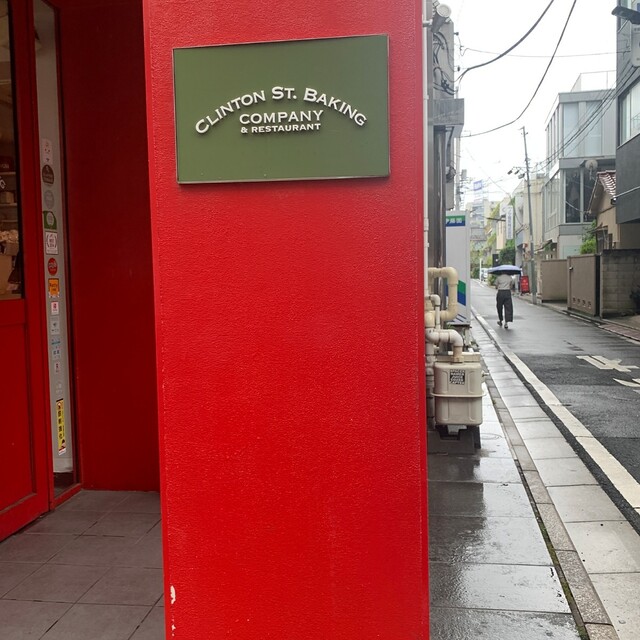 CLINTON ST. BAKING
COMPANY
& RESTAURANT